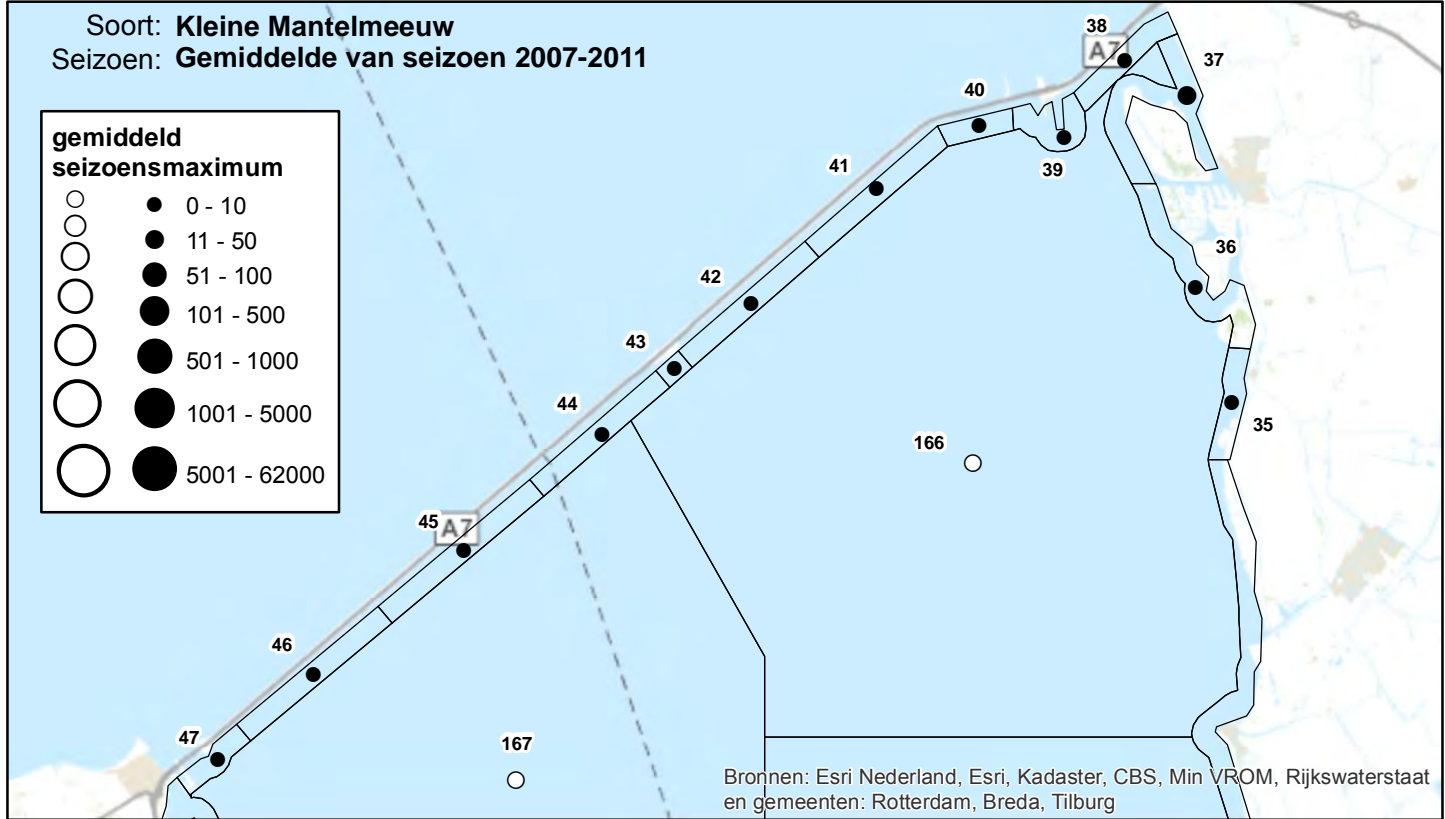 Soort: Kleine Mantelmeeuw
Seizoen: Gemiddelde van seizoen 2007-2011
gemiddeld
seizoensmaximum
0 - 10
11 - 50
51 - 100
101 - 500
501 - 1000
1001 - 5000
5001 - 62000
38
A7
37
40
39
41
36
42
43
35
44
166
45
A7
46
47
167
Bronnen: Esri Nederland, Esri, Kadaster, CBS, Min VROM, Rijkswaterstaat
en gemeenten: Rotterdam, Breda, Tilburg